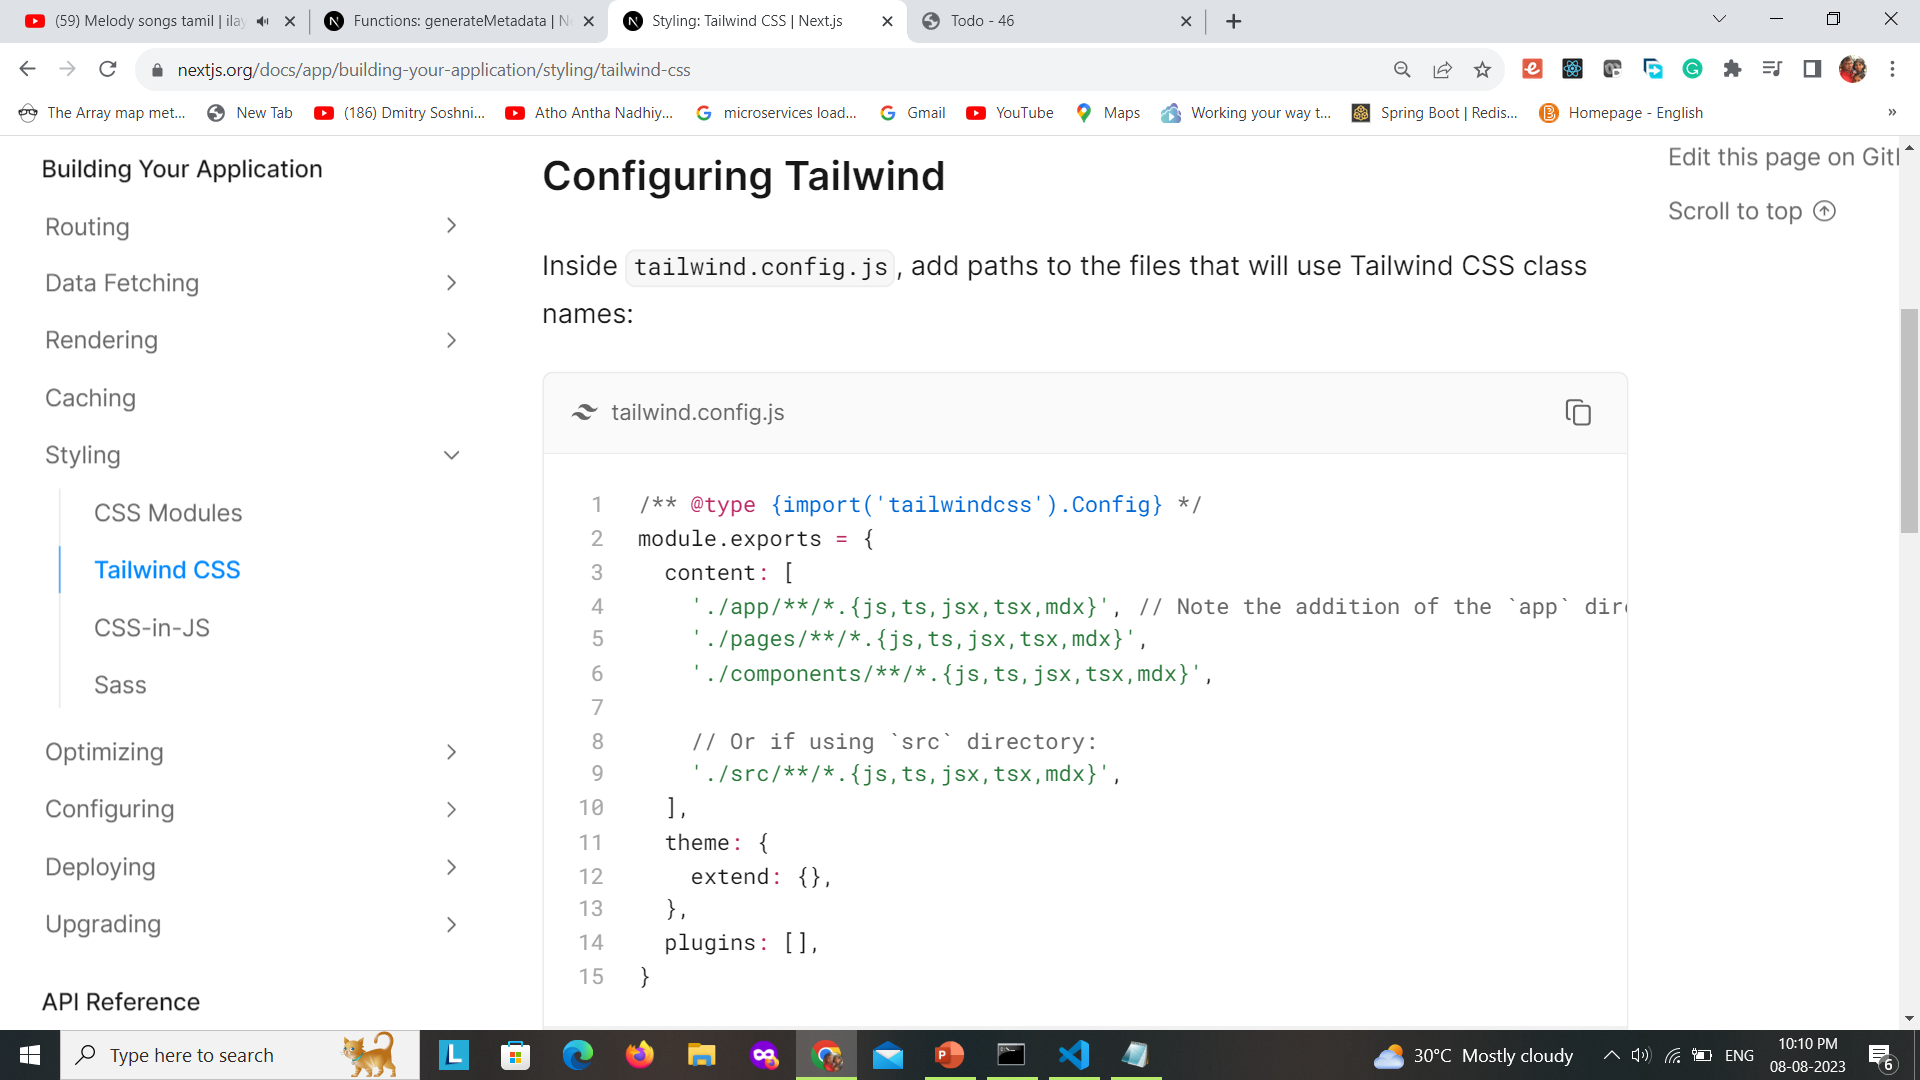 (59) Melody songs tamil | ilay
Functions: generateMetadata | Ne
Styling: Tailwind CSS | Next.js
Todo - 46
nextjs.org/docs/app/building-your-application/styling/tailwind-css
The Array map met...
New Tab
(186) Dmitry Soshni...
Atho Antha Nadhiy...
microservices load...
Gmail
YouTube
Maps
Working your way t...
Spring Boot | Redis...
Homepage - English
»
Building Your Application
Routing
Data Fetching
Rendering
Caching
Styling
CSS Modules
Tailwind CSS
CSS-in-JS
Sass
Optimizing
Configuring
Deploying
Upgrading
API Reference
Configuring Tailwind
Inside tailwind.config.js, add paths to the files that will use Tailwind CSS class
names:
tailwind.config.js
1 /** @type {import('tailwindcss').Config} */
2 module.exports = {
3   content: [
4     './app/**/*.{js,ts,jsx,tsx,mdx}', // Note the addition of the `app` dire
5     './pages/**/*.{js,ts,jsx,tsx,mdx}',
6     './components/**/*.{js,ts,jsx,tsx,mdx}',
7
8     // Or if using `src` directory:
9     './src/**/*.{js,ts,jsx,tsx,mdx}',
10   ],
11   theme: {
12     extend: {},
13   },
14   plugins: [],
15 }
Edit this page on Git
Scroll to top
Type here to search
30°C Mostly cloudy
ENG
10:10 PM
08-08-2023
6